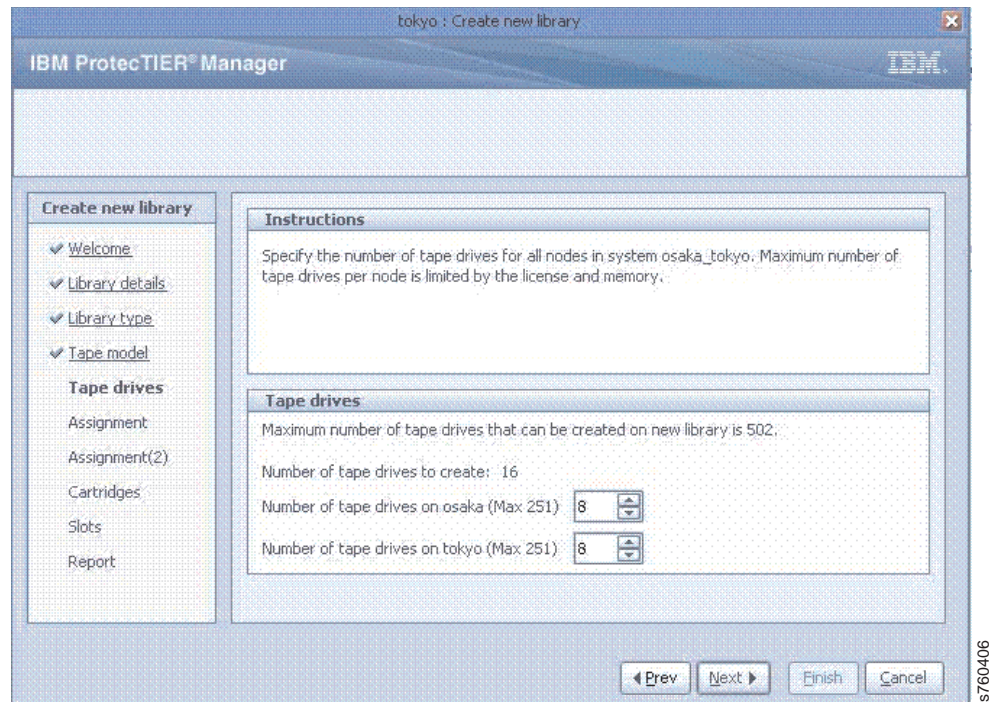 tokyo : Create new library
IBM ProtecTIER® Manager
IBM.
Create new library
Welcome
Library details
Library type
Tape model
Tape drives
Assignment
Assignment(2)
Cartridges
Slots
Report
Instructions
Specify the number of tape drives for all nodes in system osaka_tokyo. Maximum number of
tape drives per node is limited by the license and memory.
Tape drives
Maximum number of tape drives that can be created on new library is 502.
Number of tape drives to create: 16
Number of tape drives on osaka (Max 251) 8
Number of tape drives on tokyo (Max 251) 8
Prev Next Finish Cancel
s760406